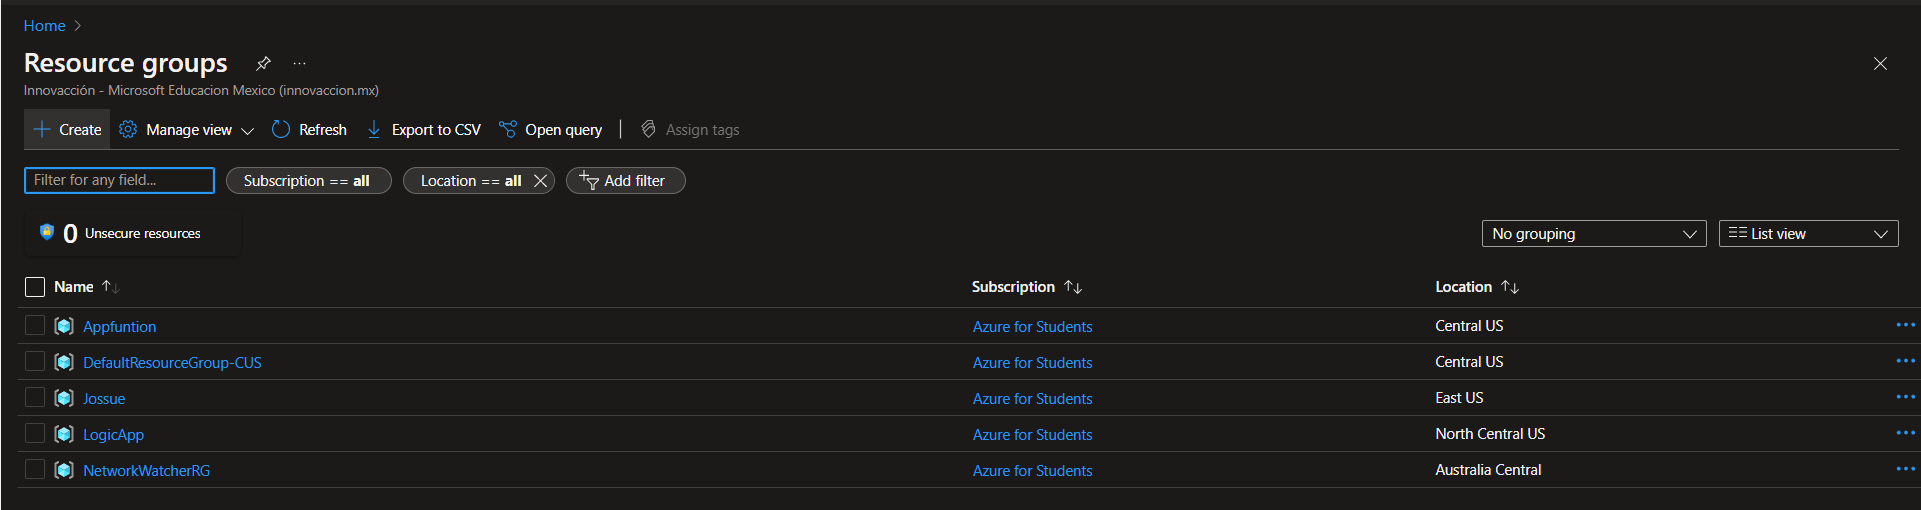 Home
Resource groups
Innovacción - Microsoft Educacion Mexico (innovaccion.mx)
Create Manage view Refresh Export to CSV Open query Assign tags
Filter for any field... Subscription == all Location == all Add filter
0 Unsecure resources No grouping List view
Name Subscription Location
Appfuntion Azure for Students Central US
DefaultResourceGroup-CUS Azure for Students Central US
Jossue Azure for Students East US
LogicApp Azure for Students North Central US
NetworkWatcherRG Azure for Students Australia Central